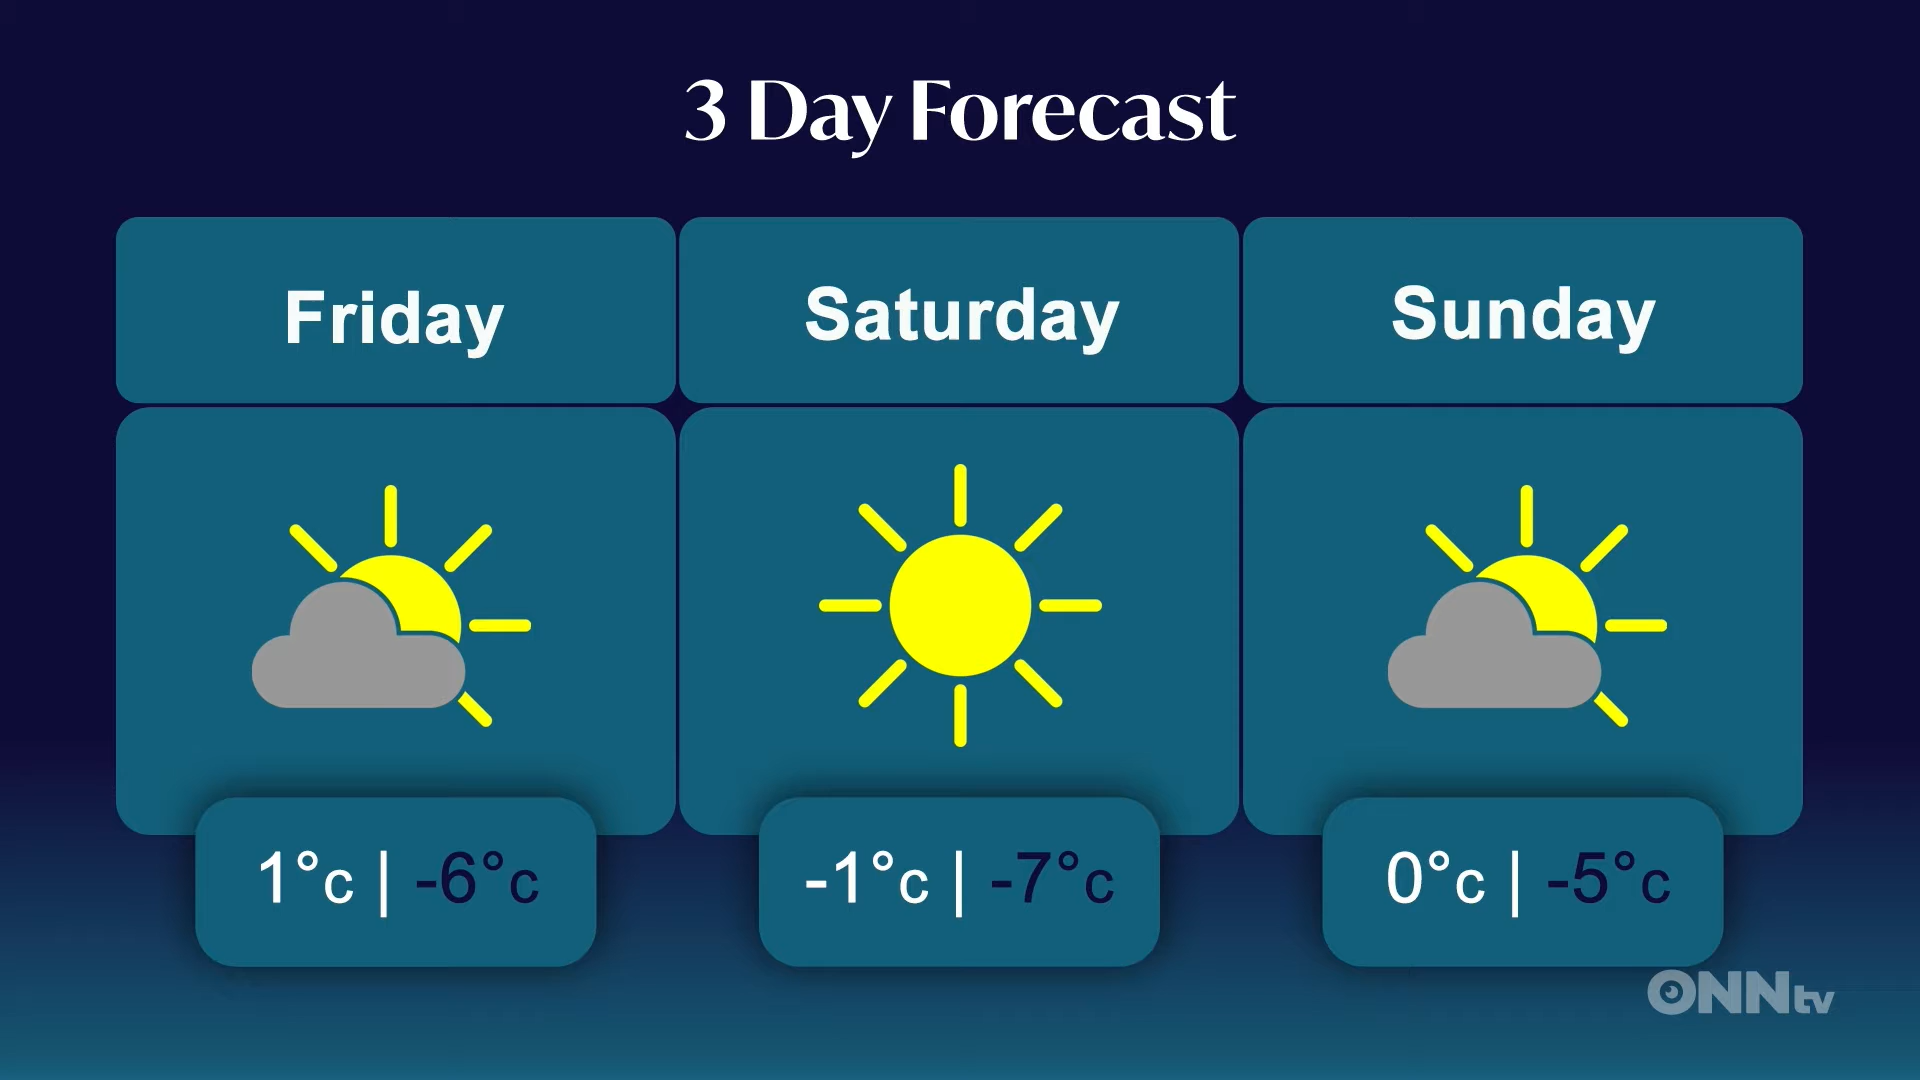 3 Day Forecast
Friday
Saturday
Sunday
1°c | -6°c
-1°c | -7°c
0°c | -5°c
ONNtv